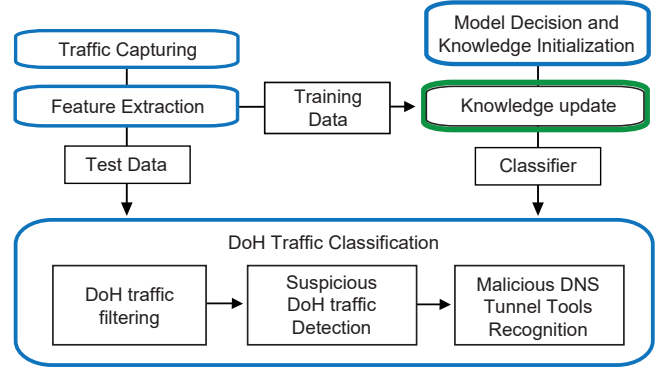 Traffic Capturing
Model Decision and
Knowledge Initialization
Feature Extraction
Training
Data
Knowledge update
Test Data
Classifier
DoH Traffic Classification
DoH traffic
filtering
Suspicious
DoH traffic
Detection
Malicious DNS
Tunnel Tools
Recognition